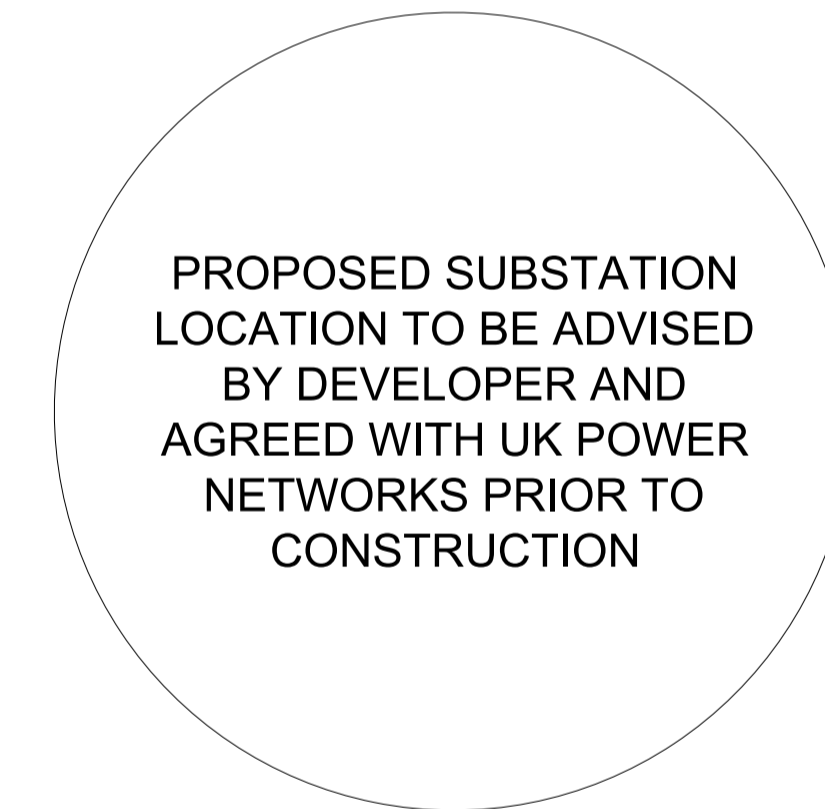 PROPOSED SUBSTATION
LOCATION TO BE ADVISED
BY DEVELOPER AND
AGREED WITH UK POWER
NETWORKS PRIOR TO
CONSTRUCTION